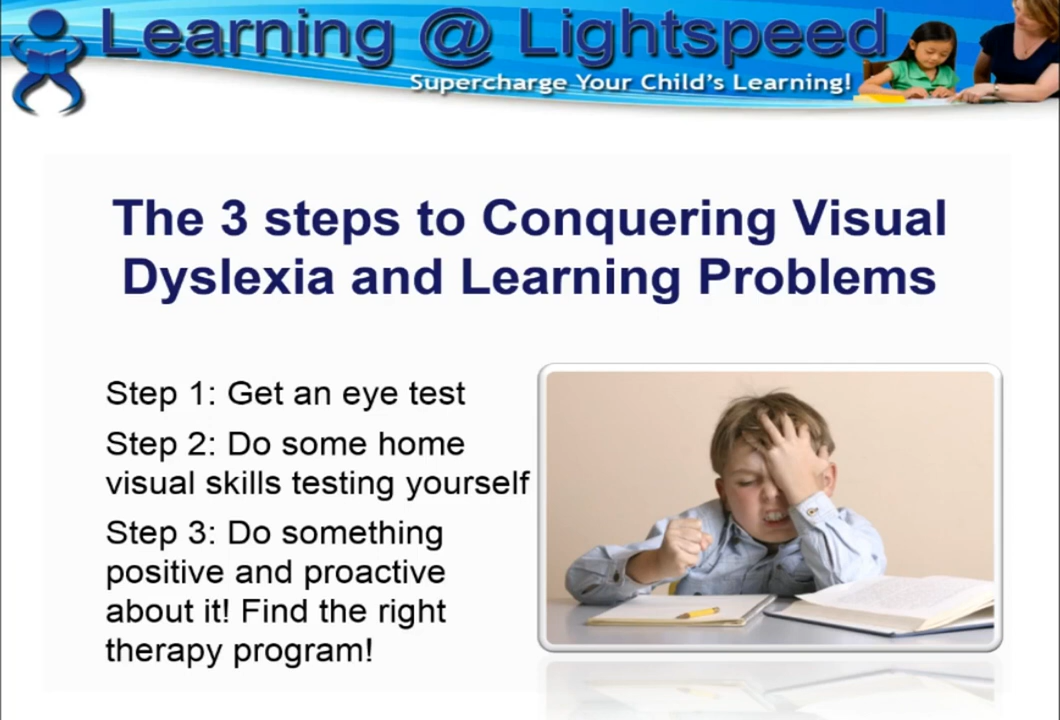 Learning @ Lightspeed
Supercharge Your Child's Learning!
The 3 steps to Conquering Visual
Dyslexia and Learning Problems
Step 1: Get an eye test
Step 2: Do some home
visual skills testing yourself
Step 3: Do something
positive and proactive
about it! Find the right
therapy program!